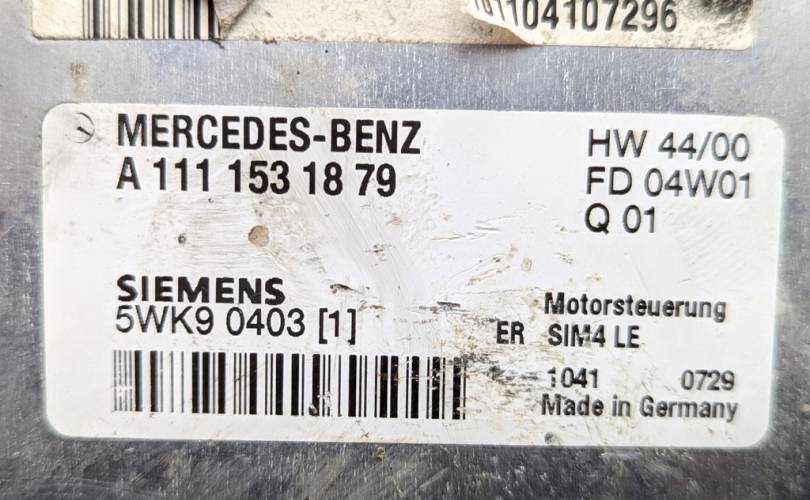 104107296
MERCEDES-BENZ
A 111 153 18 79
HW 44/00
FD 04W01
Q 01
SIEMENS
5WK9 0403 [1]
Motorsteuerung
ER SIM4 LE
1041 0729
Made in Germany